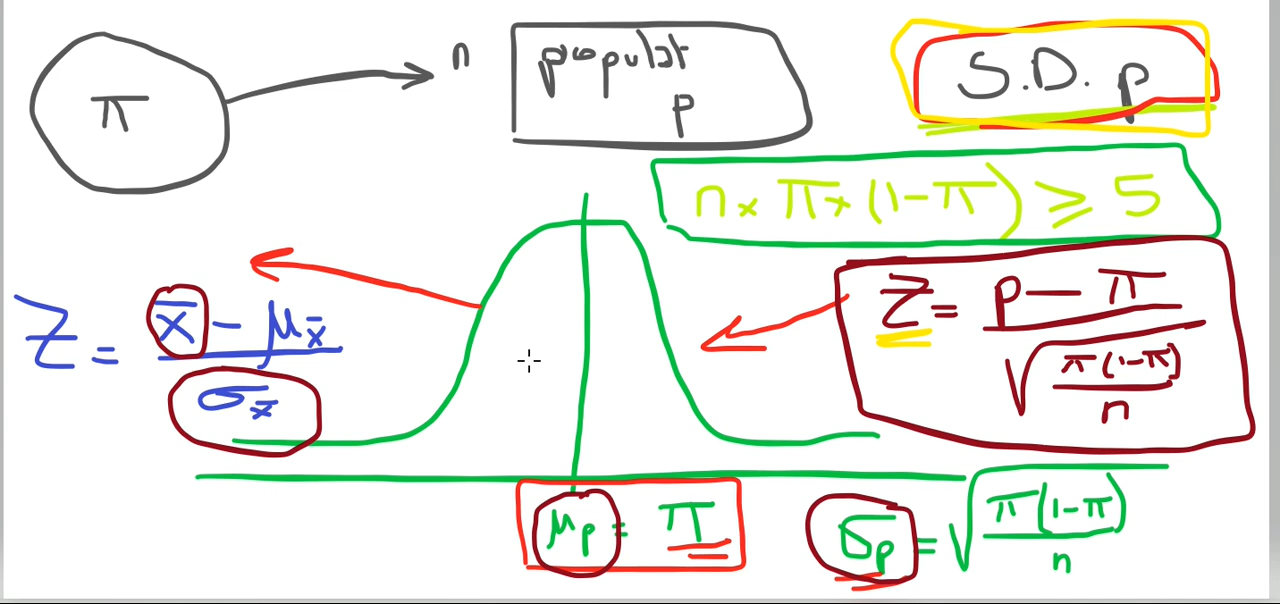 π
n
populat
p
S.D. p
n × π × (1-π) ≥ 5
Z = (x̄ - μx̄) / σx̄
Z = (p - π) / √(π(1-π)/n)
μp = π
σp = √(π(1-π)/n)